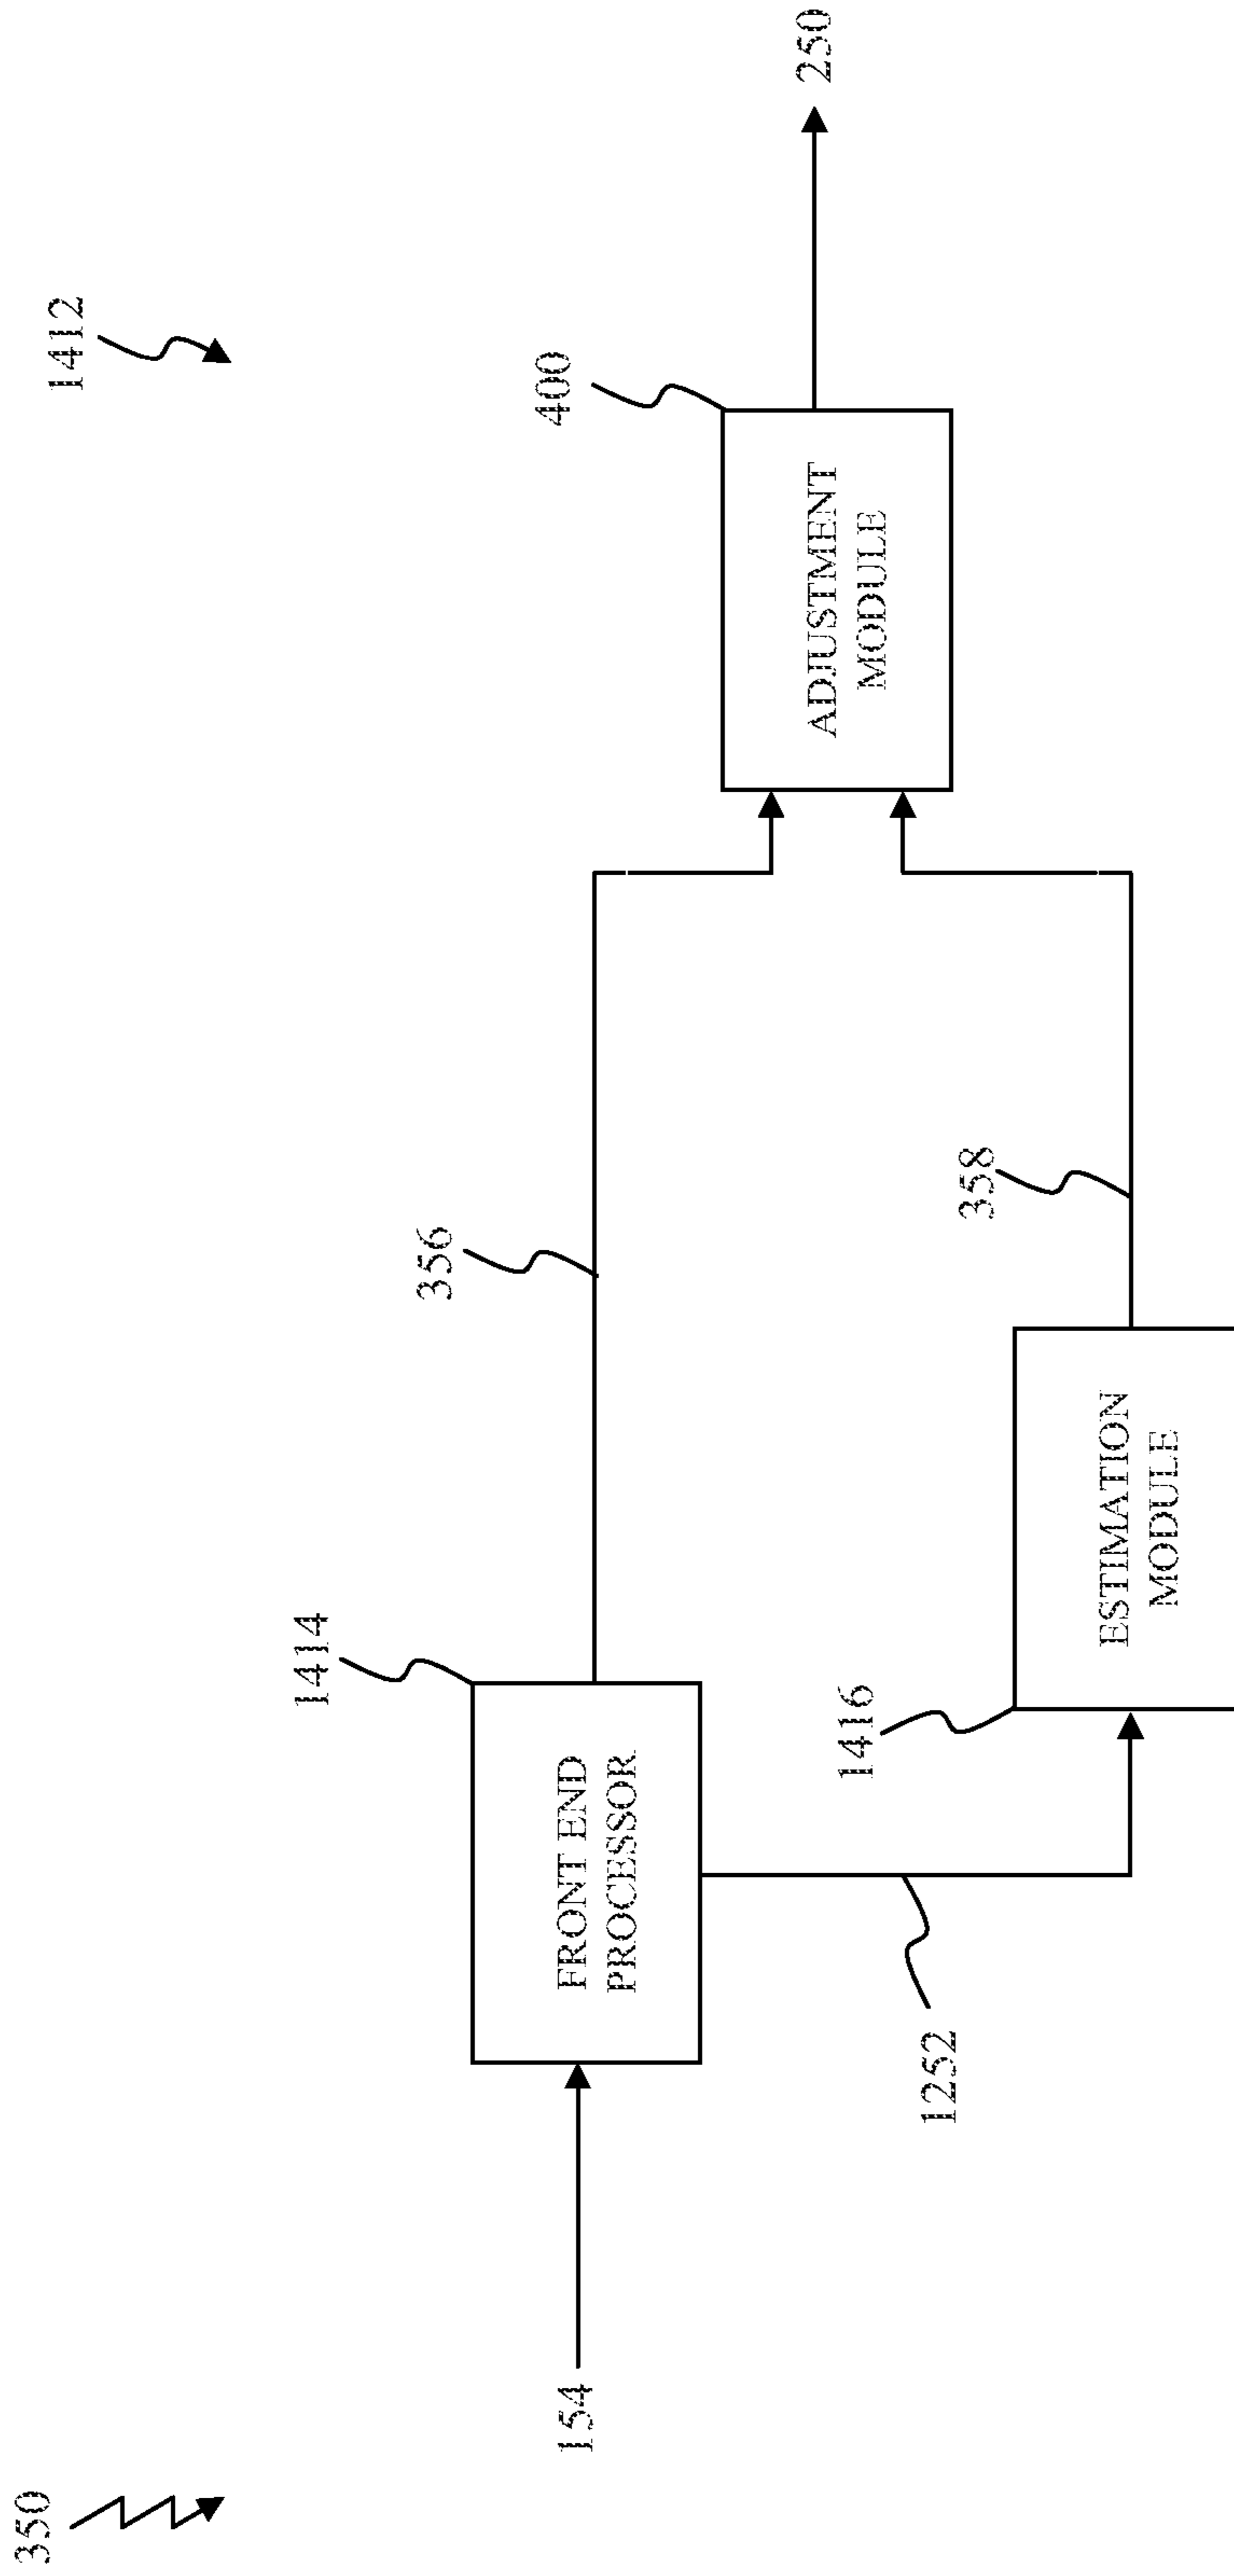 350
1412
154
FRONT END
PROCESSOR
1414
356
1252
1416
ESTIMATION
MODULE
358
400
ADJUSTMENT
MODULE
250